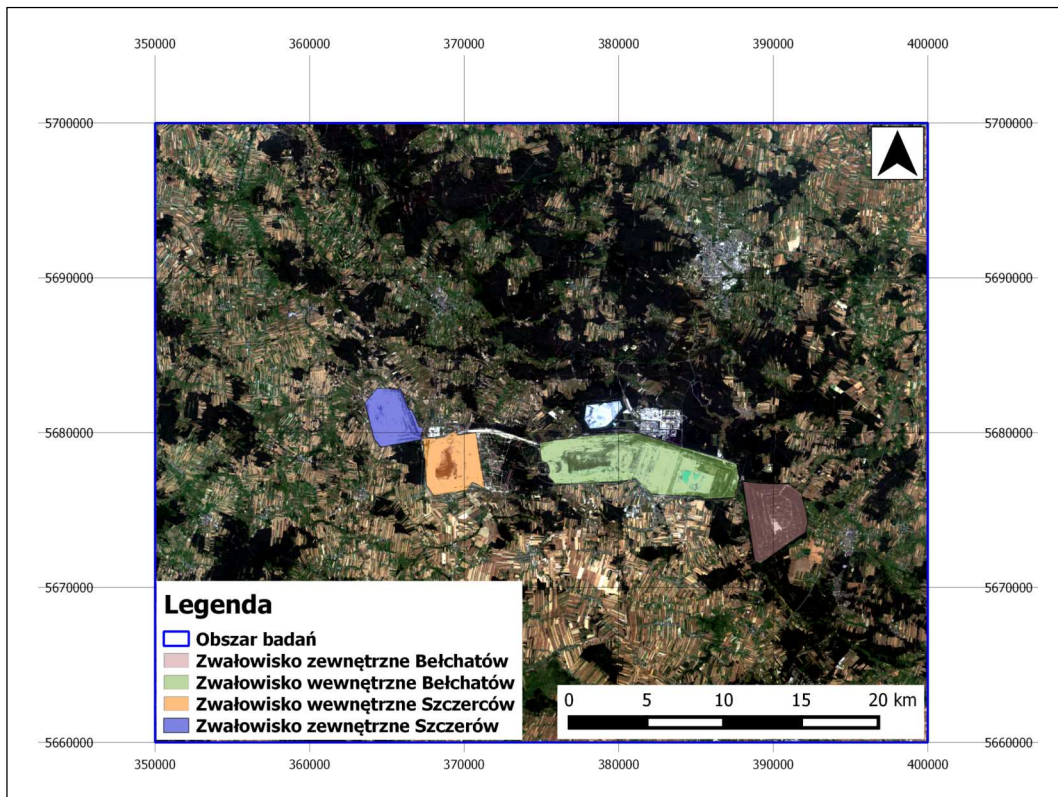 350000 360000 370000 380000 390000 400000
5700000 5700000
5690000 5690000
5680000 5680000
5670000 5670000
Legenda
Obszar badań
Zwałowisko zewnętrzne Bełchatów
Zwałowisko wewnętrzne Bełchatów
Zwałowisko wewnętrzne Szczerców
Zwałowisko zewnętrzne Szczerów
0 5 10 15 20 km
5660000 5660000
350000 360000 370000 380000 390000 400000